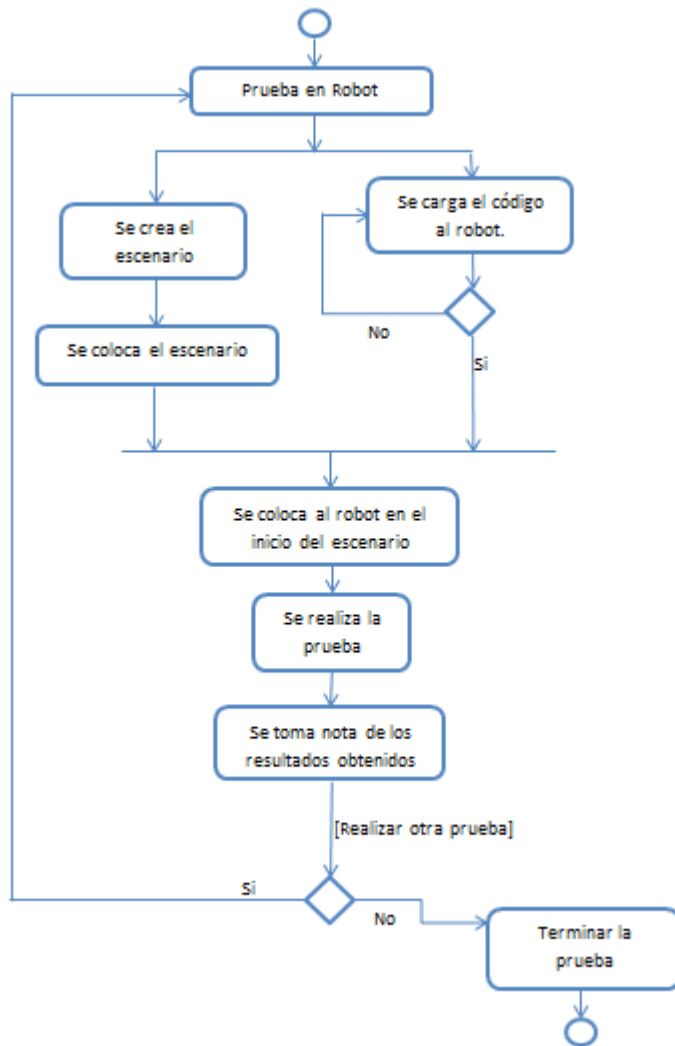 Prueba en Robot
Se crea el
escenario
Se carga el código
al robot.
No
Si
Se coloca el escenario
Se coloca al robot en el
inicio del escenario
Se realiza la
prueba
Se toma nota de los
resultados obtenidos
[Realizar otra prueba]
Si
No
Terminar la
prueba